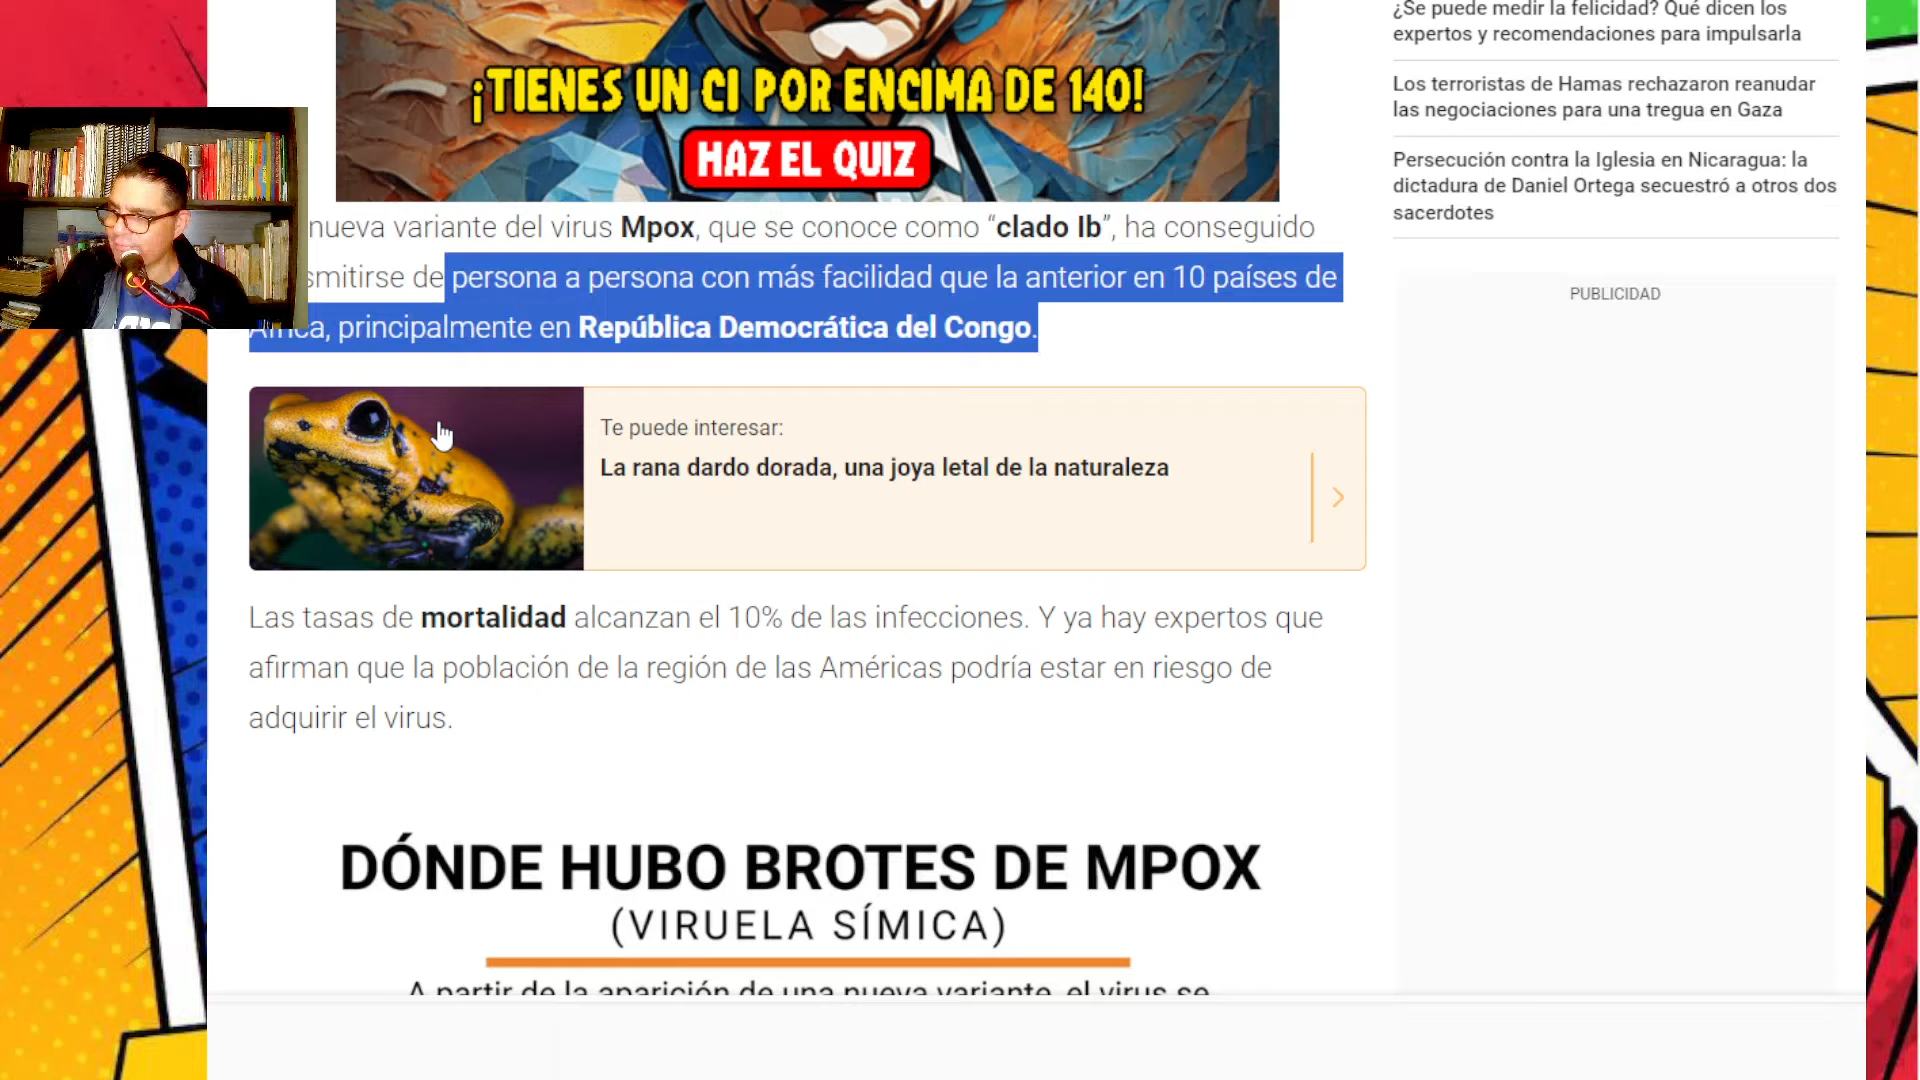 ¡TIENES UN CI POR ENCIMA DE 140!
HAZ EL QUIZ
nueva variante del virus Mpox, que se conoce como “clado Ib”, ha conseguido
smitirse de persona a persona con más facilidad que la anterior en 10 países de
África, principalmente en República Democrática del Congo.
Te puede interesar:
La rana dardo dorada, una joya letal de la naturaleza
Las tasas de mortalidad alcanzan el 10% de las infecciones. Y ya hay expertos que
afirman que la población de la región de las Américas podría estar en riesgo de
adquirir el virus.
DÓNDE HUBO BROTES DE MPOX
(VIRUELA SÍMICA)
A partir de la aparición de una nueva variante, el virus se
¿Se puede medir la felicidad? Qué dicen los
expertos y recomendaciones para impulsarla
Los terroristas de Hamas rechazaron reanudar
las negociaciones para una tregua en Gaza
Persecución contra la Iglesia en Nicaragua: la
dictadura de Daniel Ortega secuestró a otros dos
sacerdotes
PUBLICIDAD